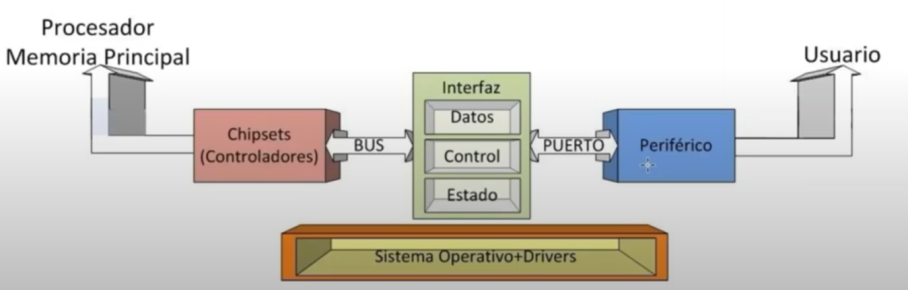 Procesador
Memoria Principal
Usuario
Interfaz
Datos
Chipsets
(Controladores)
BUS
Control
PUERTO
Periférico
Estado
Sistema Operativo+Drivers